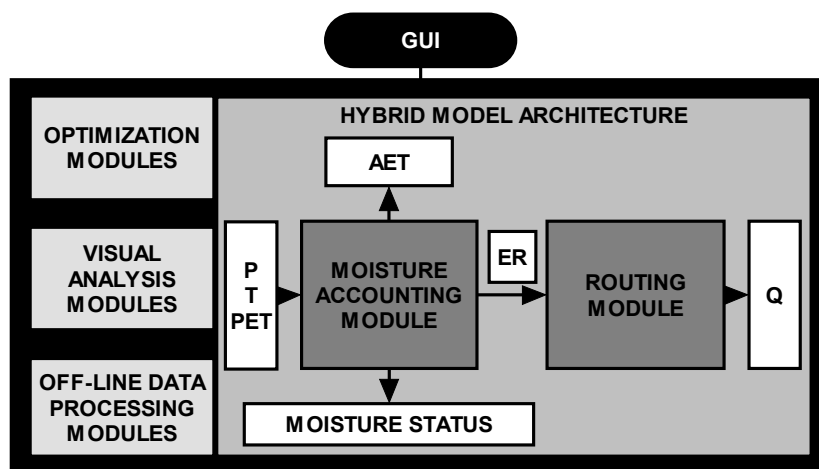 GUI
HYBRID MODEL ARCHITECTURE
OPTIMIZATION
MODULES
VISUAL
ANALYSIS
MODULES
OFF-LINE DATA
PROCESSING
MODULES
AET
P
T
PET
MOISTURE
ACCOUNTING
MODULE
ER
ROUTING
MODULE
Q
MOISTURE STATUS